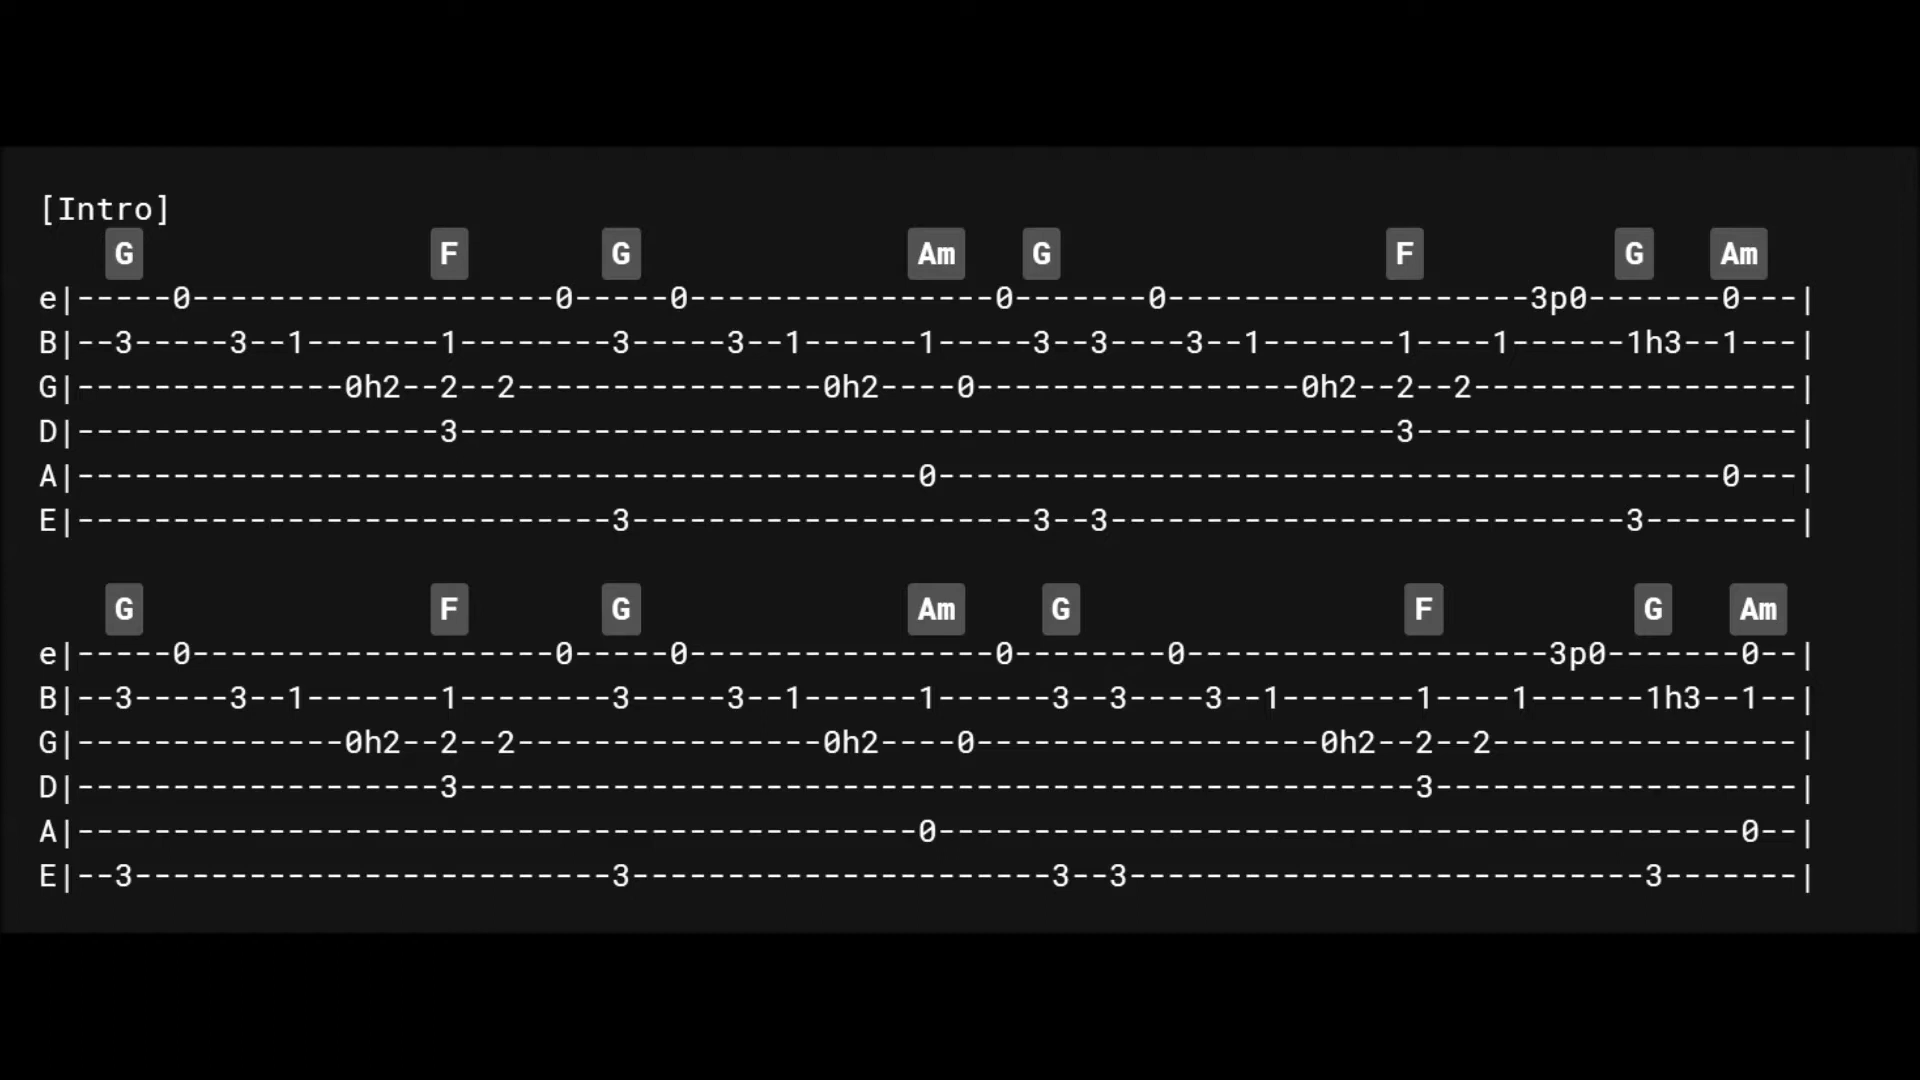 [Intro]
G F G Am G F G Am
e|-----0-------------------0-----0----------------0-------0-------------------3p0-------0---|
B|--3-----3--1-------1--------3-----3--1------1-----3--3----3--1-------1----1------1h3--1---|
G|--------------0h2--2--2----------------0h2----0-----------------0h2--2--2-----------------|
D|-------------------3-------------------------------------------------3--------------------|
A|--------------------------------------------0-----------------------------------------0---|
E|----------------------------3---------------------3--3---------------------------3--------|
G F G Am G F G Am
e|-----0-------------------0-----0----------------0--------0-------------------3p0-------0--|
B|--3-----3--1-------1--------3-----3--1------1------3--3----3--1-------1----1------1h3--1--|
G|--------------0h2--2--2----------------0h2----0------------------0h2--2--2----------------|
D|-------------------3--------------------------------------------------3-------------------|
A|--------------------------------------------0------------------------------------------0--|
E|--3-------------------------3----------------------3--3---------------------------3-------|